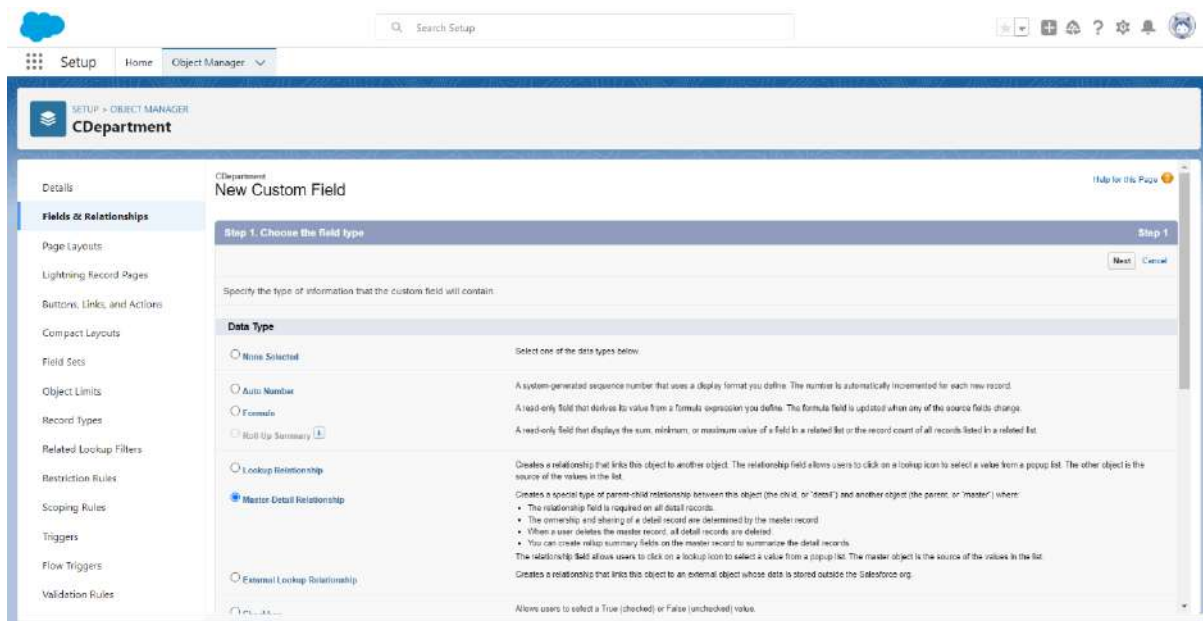 Search Setup
Setup
Home
Object Manager
SETUP > OBJECT MANAGER
CDepartment
Details
Fields & Relationships
Page Layouts
Lightning Record Pages
Buttons, Links, and Actions
Compact Layouts
Field Sets
Object Limits
Record Types
Related Lookup Filters
Restriction Rules
Scoping Rules
Triggers
Flow Triggers
Validation Rules
CDepartment
New Custom Field
Help for this Page
Step 1. Choose the field type
Step 1
Next
Cancel
Specify the type of information that the custom field will contain.
Data Type
None Selected
Select one of the data types below.
Auto Number
A system-generated sequence number that uses a display format you define. The number is automatically incremented for each new record.
Formula
A read-only field that derives its value from a formula expression you define. The formula field is updated when any of the source fields change.
Roll-Up Summary
A read-only field that displays the sum, minimum, or maximum value of a field in a related list or the record count of all records listed in a related list.
Lookup Relationship
Creates a relationship that links this object to another object. The relationship field allows users to click on a lookup icon to select a value from a popup list. The other object is the
source of the values in the list.
Master-Detail Relationship
Creates a special type of parent-child relationship between this object (the child, or "detail") and another object (the parent, or "master") where:
• The relationship field is required on all detail records.
• The ownership and sharing of a detail record are determined by the master record.
• When a user deletes the master record, all detail records are deleted.
• You can create rollup summary fields on the master record to summarize the detail records.
The relationship field allows users to click on a lookup icon to select a value from a popup list. The master object is the source of the values in the list.
External Lookup Relationship
Creates a relationship that links this object to an external object whose data is stored outside the Salesforce org.
Allows users to select a True (checked) or False (unchecked) value.